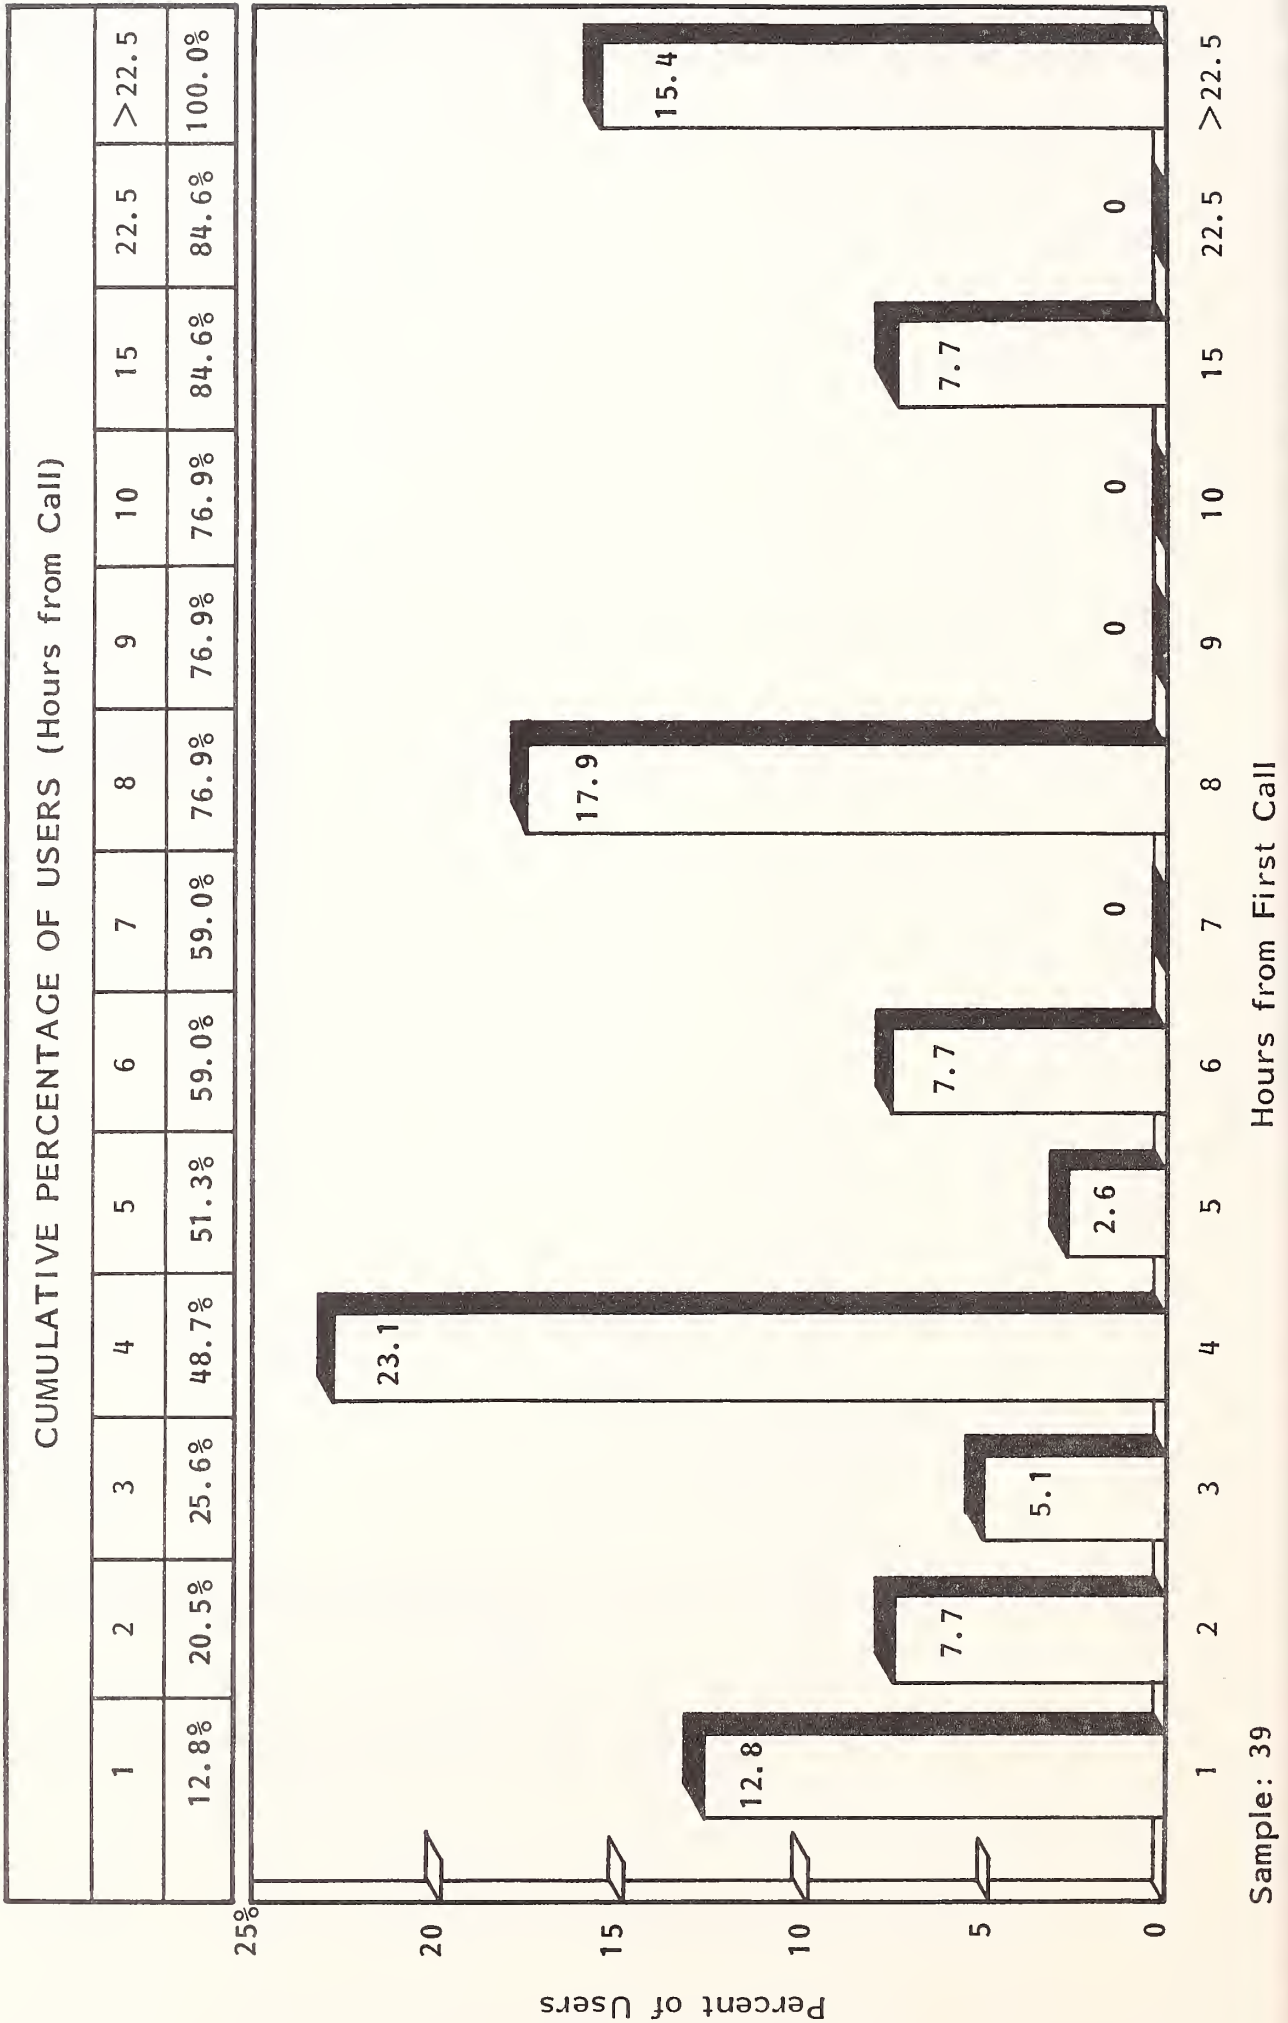 CUMULATIVE PERCENTAGE OF USERS (Hours from Call)
1 2 3 4 5 6 7 8 9 10 15 22.5 >22.5
12.8% 20.5% 25.6% 48.7% 51.3% 59.0% 59.0% 76.9% 76.9% 76.9% 84.6% 84.6% 100.0%
25%
20
15
10
5
0
Percent of Users
12.8
7.7
5.1
23.1
2.6
7.7
0
17.9
0
0
7.7
0
15.4
1 2 3 4 5 6 7 8 9 10 15 22.5 >22.5
Hours from First Call
Sample: 39